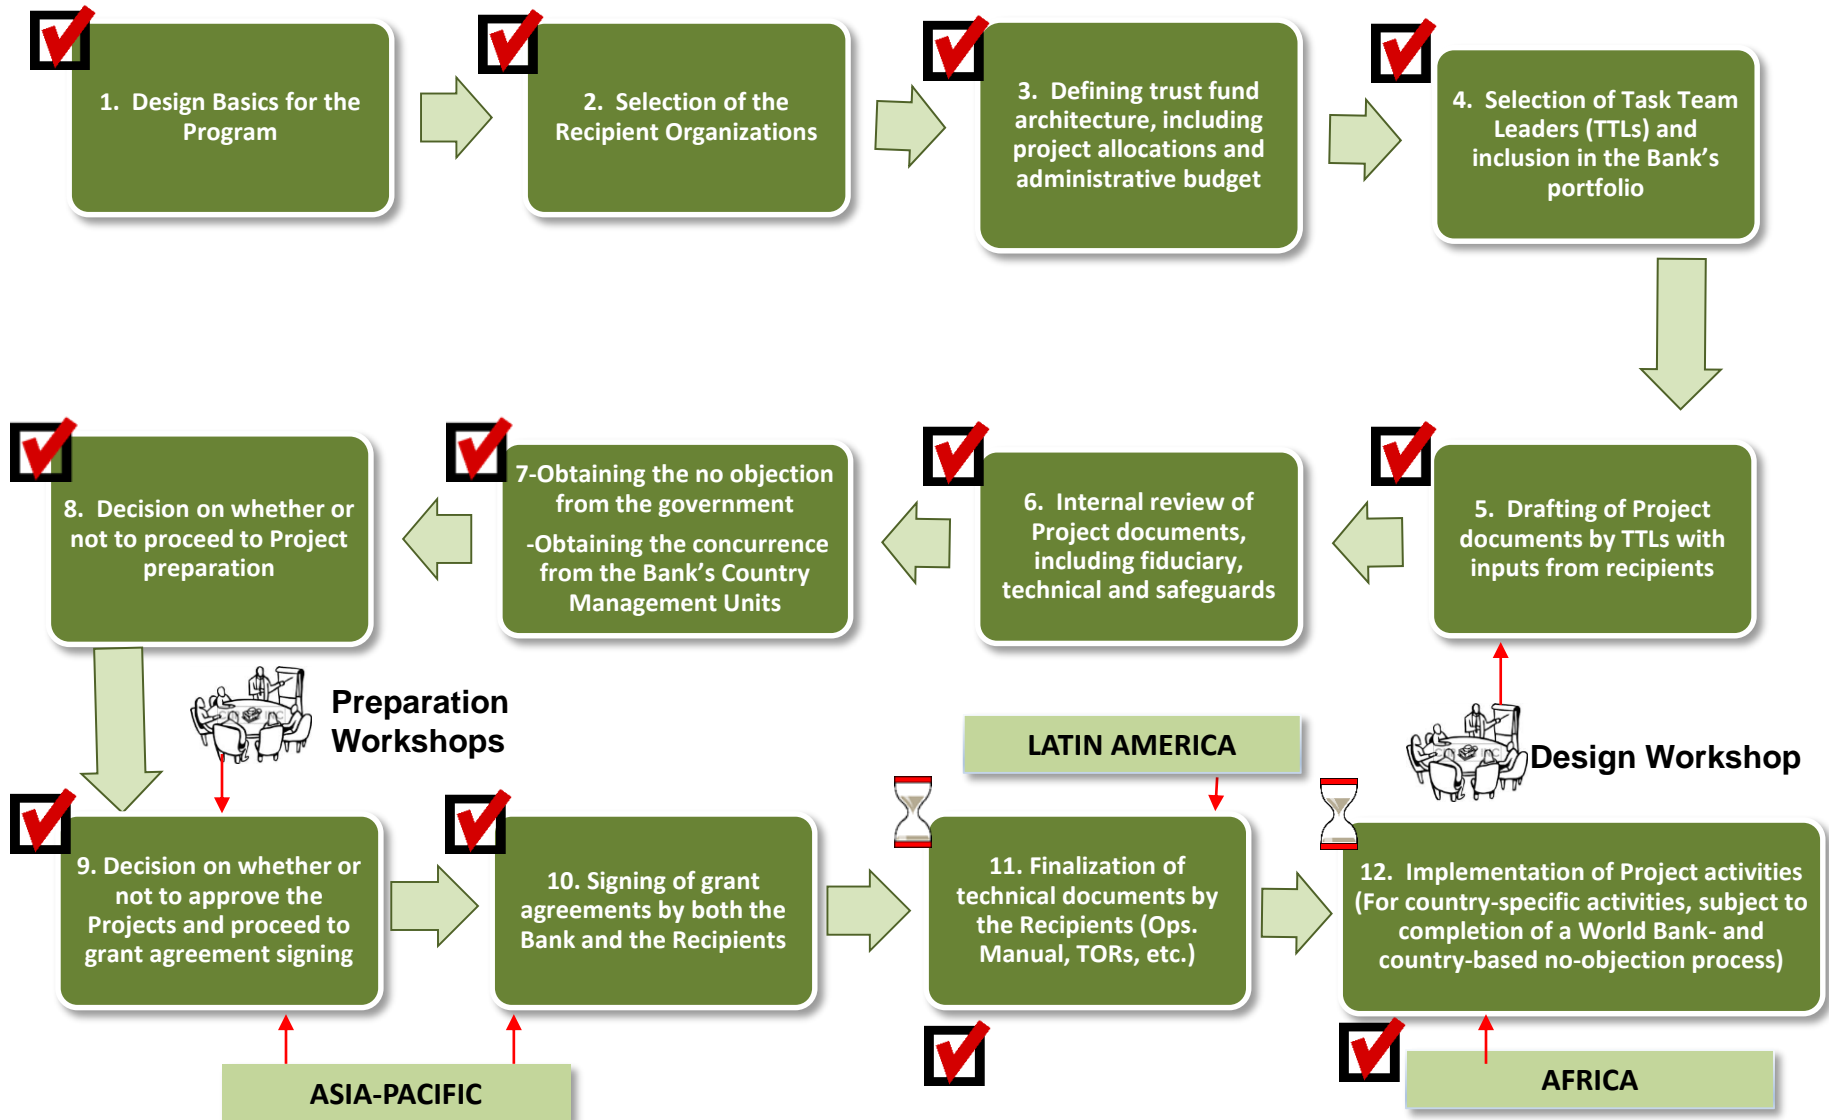 1.  Design Basics for the
Program
2.  Selection of the
Recipient Organizations
3.  Defining trust fund
architecture, including
project allocations and
administrative budget
4.  Selection of Task Team
Leaders (TTLs) and
inclusion in the Bank's
portfolio
8.  Decision on whether or
not to proceed to Project
preparation
7-Obtaining the no objection
from the government
-Obtaining the concurrence
from the Bank's Country
Management Units
6.  Internal review of
Project documents,
including fiduciary,
technical and safeguards
5.  Drafting of Project
documents by TTLs with
inputs from recipients
Preparation
Workshops
LATIN AMERICA
Design Workshop
9. Decision on whether or
not to approve the
Projects and proceed to
grant agreement signing
10. Signing of grant
agreements by both the
Bank and the Recipients
11. Finalization of
technical documents by
the Recipients (Ops.
Manual, TORs, etc.)
12.  Implementation of Project activities
(For country-specific activities, subject to
completion of a World Bank- and
country-based no-objection process)
ASIA-PACIFIC
AFRICA